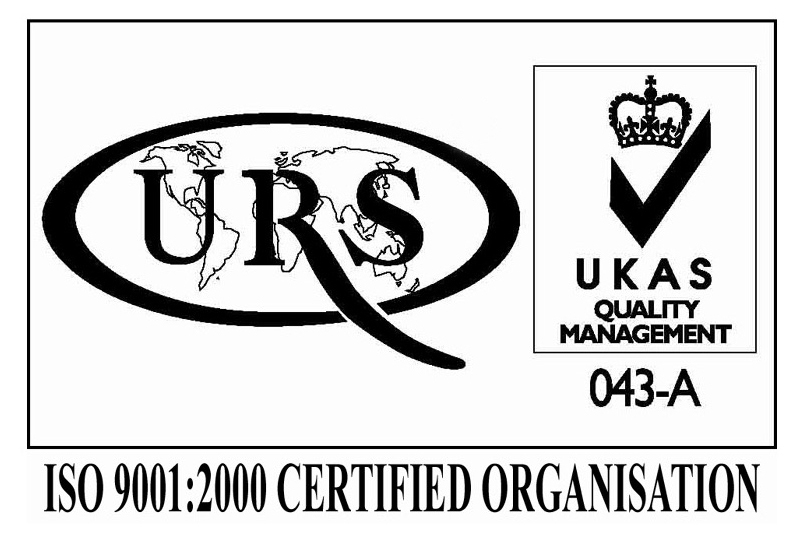 URS
UKAS
QUALITY
MANAGEMENT
043-A
ISO 9001:2000 CERTIFIED ORGANISATION